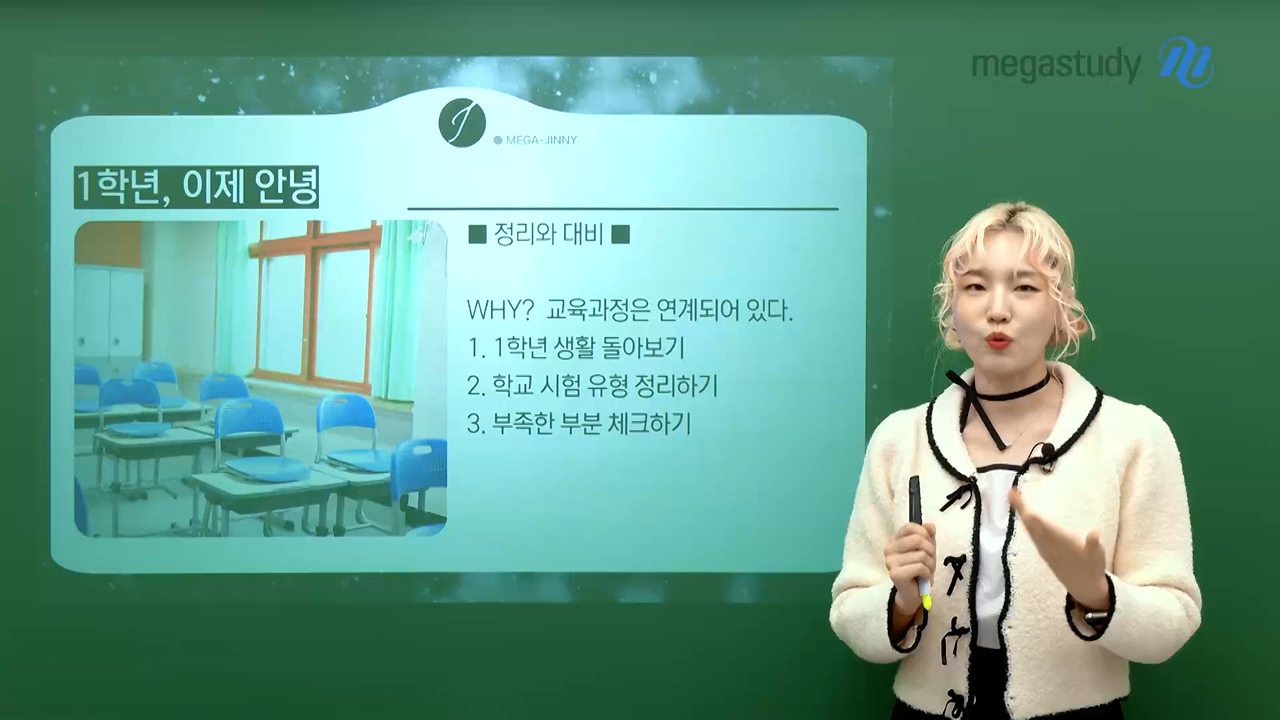 megastudy
MEGA-JINNY
1학년, 이제 안녕
■ 정리와 대비 ■
WHY? 교육과정은 연계되어 있다.
1. 1학년 생활 돌아보기
2. 학교 시험 유형 정리하기
3. 부족한 부분 체크하기